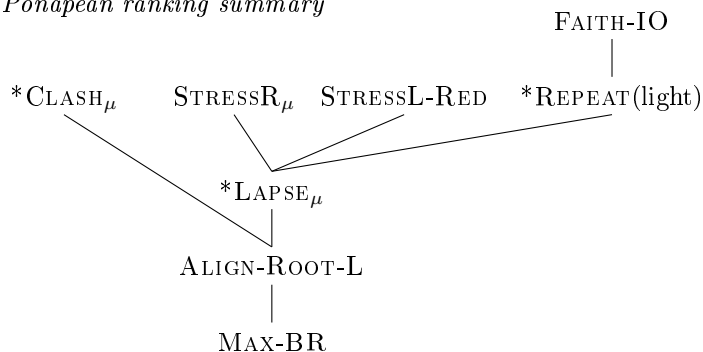 Ponapean ranking summary
FAITH-IO
*CLASHμ STRESSRμ STRESSL-RED *REPEAT(light)
*LAPSEμ
ALIGN-ROOT-L
MAX-BR